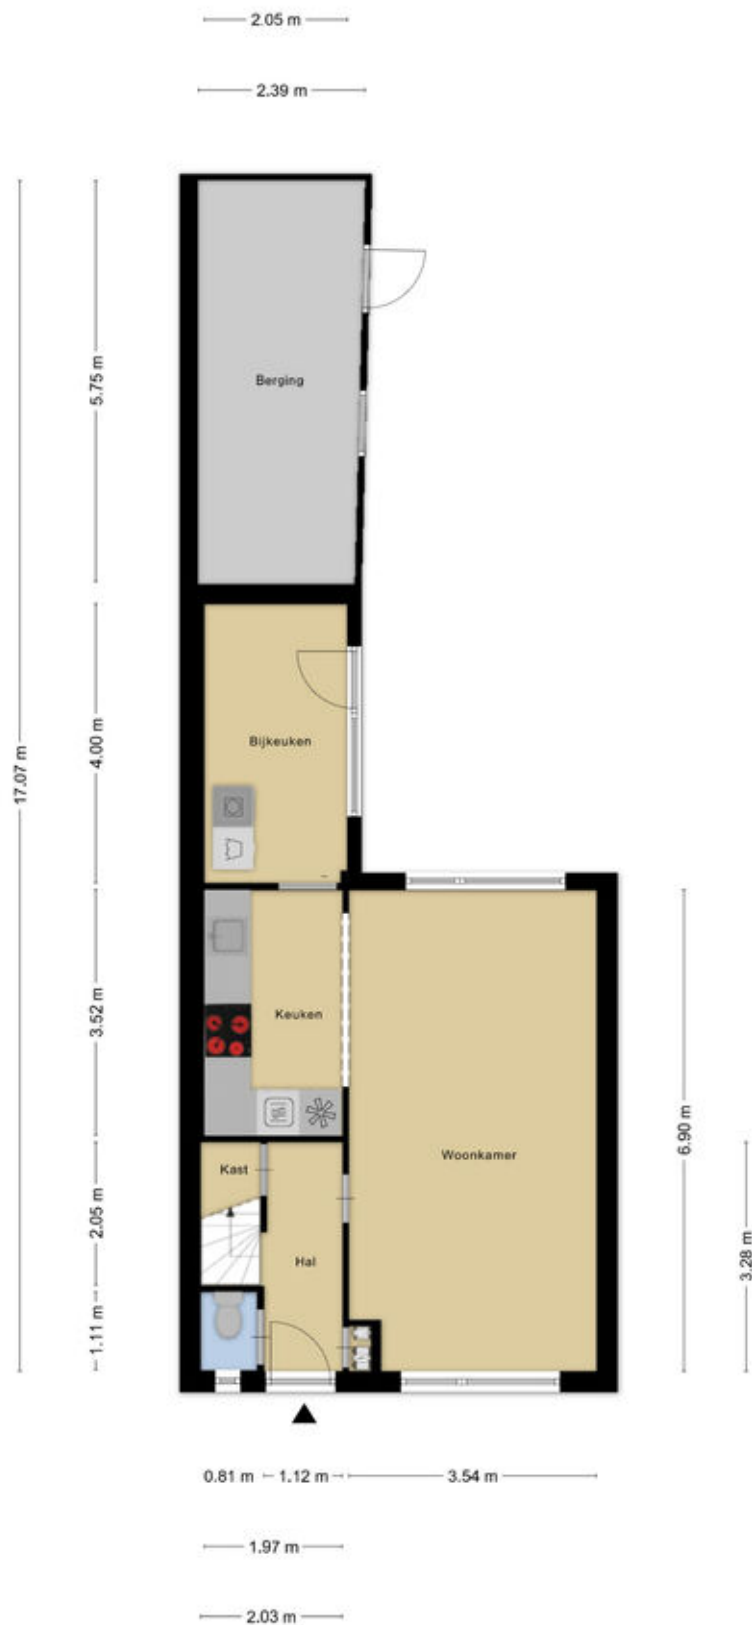 2.05 m
2.39 m
Berging
5.75 m
Bijkeuken
4.00 m
17.07 m
Keuken
3.52 m
Woonkamer
6.90 m
Kast
2.05 m
3.28 m
Hal
1.11 m
0.81 m
1.12 m
3.54 m
1.97 m
2.03 m